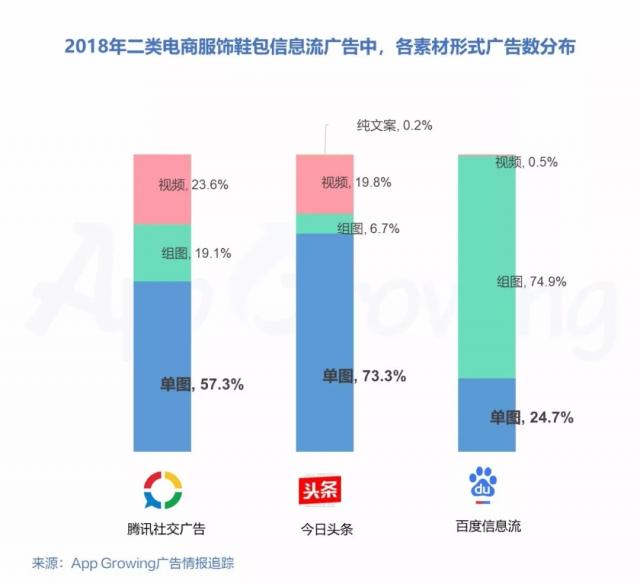 2018年二类电商服饰鞋包信息流广告中，各素材形式广告数分布
纯文案, 0.2%
视频, 23.6%
视频, 19.8%
视频, 0.5%
组图, 19.1%
组图, 6.7%
组图, 74.9%
单图, 57.3%
单图, 73.3%
单图, 24.7%
App Growing
头条
du
腾讯社交广告
今日头条
百度信息流
来源：App Growing广告情报追踪